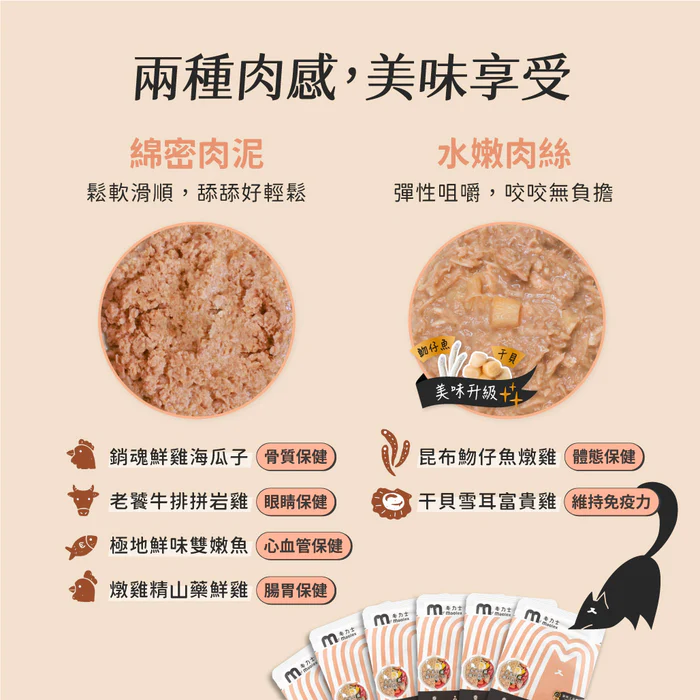 兩種肉感，美味享受
綿密肉泥
鬆軟滑順，舔舔好輕鬆
水嫩肉絲
彈性咀嚼，咬咬無負擔
魩仔魚
干貝
美味升級
銷魂鮮雞海瓜子 骨質保健
老饕牛排拼岩雞 眼睛保健
極地鮮味雙嫩魚 心血管保健
燉雞精山藥鮮雞 腸胃保健
昆布魩仔魚燉雞 體態保健
干貝雪耳富貴雞 維持免疫力